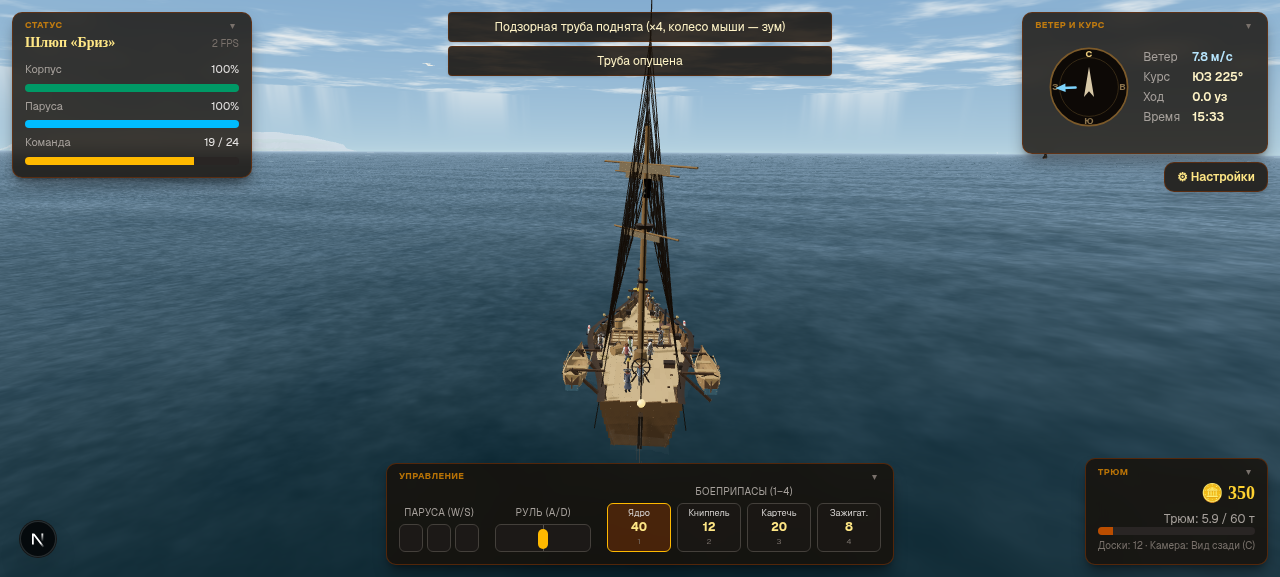 СТАТУС ▼
Шлюп «Бриз» 2 FPS
Корпус 100%
Паруса 100%
Команда 19 / 24
Подзорная труба поднята (×4, колесо мыши — зум)
Труба опущена
ВЕТЕР И КУРС ▼
С
З В
Ю
Ветер 7.8 м/с
Курс ЮЗ 225°
Ход 0.0 уз
Время 15:33
⚙ Настройки
УПРАВЛЕНИЕ ▼
ПАРУСА (W/S) РУЛЬ (A/D) БОЕПРИПАСЫ (1–4)
Ядро Книппель Картечь Зажигат.
40 12 20 8
1 2 3 4
ТРЮМ ▼
🪙 350
Трюм: 5.9 / 60 т
Доски: 12 · Камера: Вид сзади (C)
N